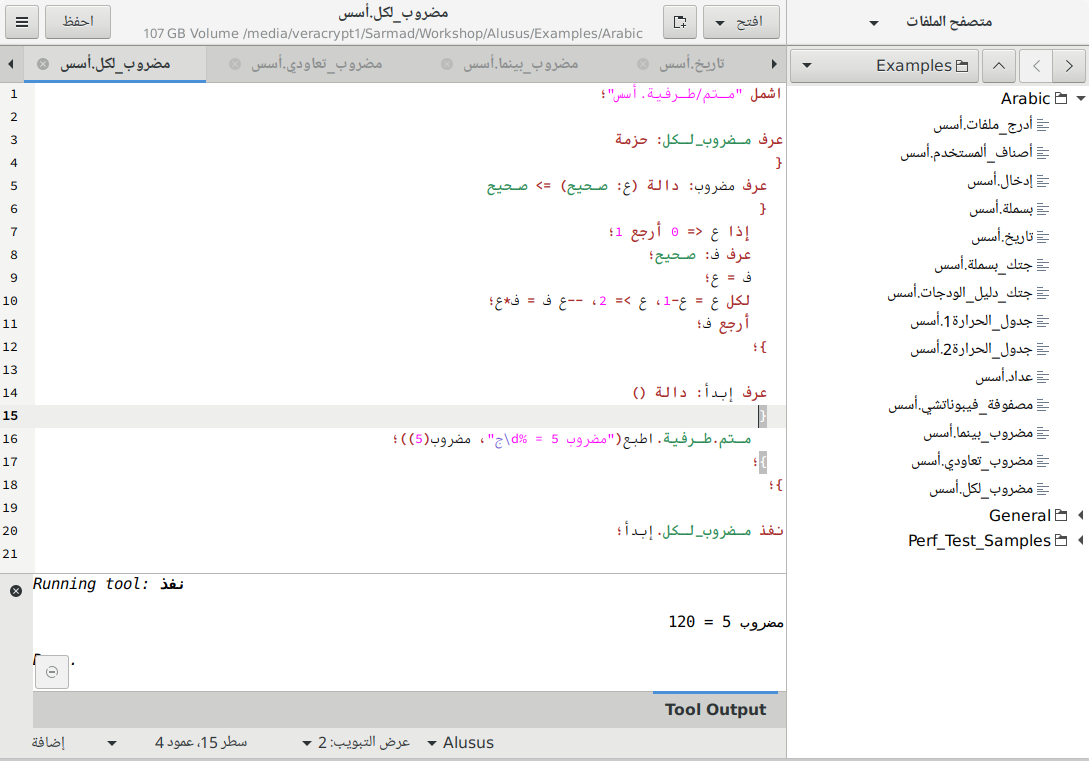 متصفح الملفات
افتح
مضروب_لكل.أسس
107 GB Volume /media/veracrypt1/Sarmad/Workshop/Alusus/Examples/Arabic
احفظ
Examples
تاريخ.أسس
مضروب_بينما.أسس
مضروب_تعاودي.أسس
مضروب_لكل.أسس
Arabic
أدرج_ملفات.أسس
أصناف_ألمستخدم.أسس
إدخال.أسس
بسملة.أسس
تاريخ.أسس
جتك_بسملة.أسس
جتك_دليل_الودجات.أسس
جدول_الحرارة1.أسس
جدول_الحرارة2.أسس
عداد.أسس
مصفوفة_فيبوناتشي.أسس
مضروب_بينما.أسس
مضروب_تعاودي.أسس
مضروب_لكل.أسس
General
Perf_Test_Samples
1 اشمل "مـتم/طـرفية.أسس"؛
2
3 عرف مـضروب_لـكل: حزمة
4 {
5 عرف مضروب: دالة (ع: صحيح) => صحيح
6 {
7 إذا ع <= 0 أرجع 1؛
8 عرف ف: صحيح؛
9 ف = ع؛
10 لكل ع = ع-1، ع >= 2، --ع ف = ف*ع؛
11 أرجع ف؛
12 }؛
13
14 عرف إبدأ: دالة ()
15 {
16 مـتم.طـرفية.اطبع("مضروب 5 = %d\ج"، مضروب(5))؛
17 }؛
18 }؛
19
20 نفذ مـضروب_لـكل.إبدأ؛
21
Running tool: نفذ
مضروب 5 = 120
Tool Output
Alusus
عرض التبويب: 2
سطر 15، عمود 4
إضافة